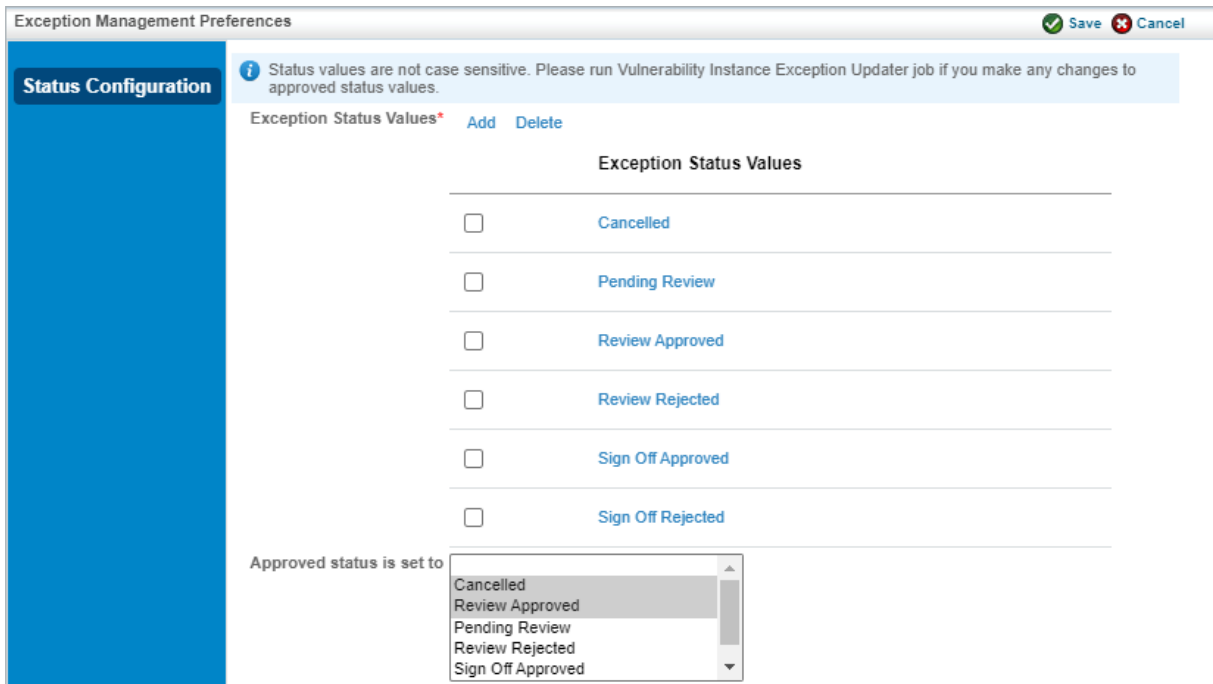 Exception Management Preferences
Save Cancel
Status Configuration
Status values are not case sensitive. Please run Vulnerability Instance Exception Updater job if you make any changes to
approved status values.
Exception Status Values* Add Delete
Exception Status Values
Cancelled
Pending Review
Review Approved
Review Rejected
Sign Off Approved
Sign Off Rejected
Approved status is set to
Cancelled
Review Approved
Pending Review
Review Rejected
Sign Off Approved